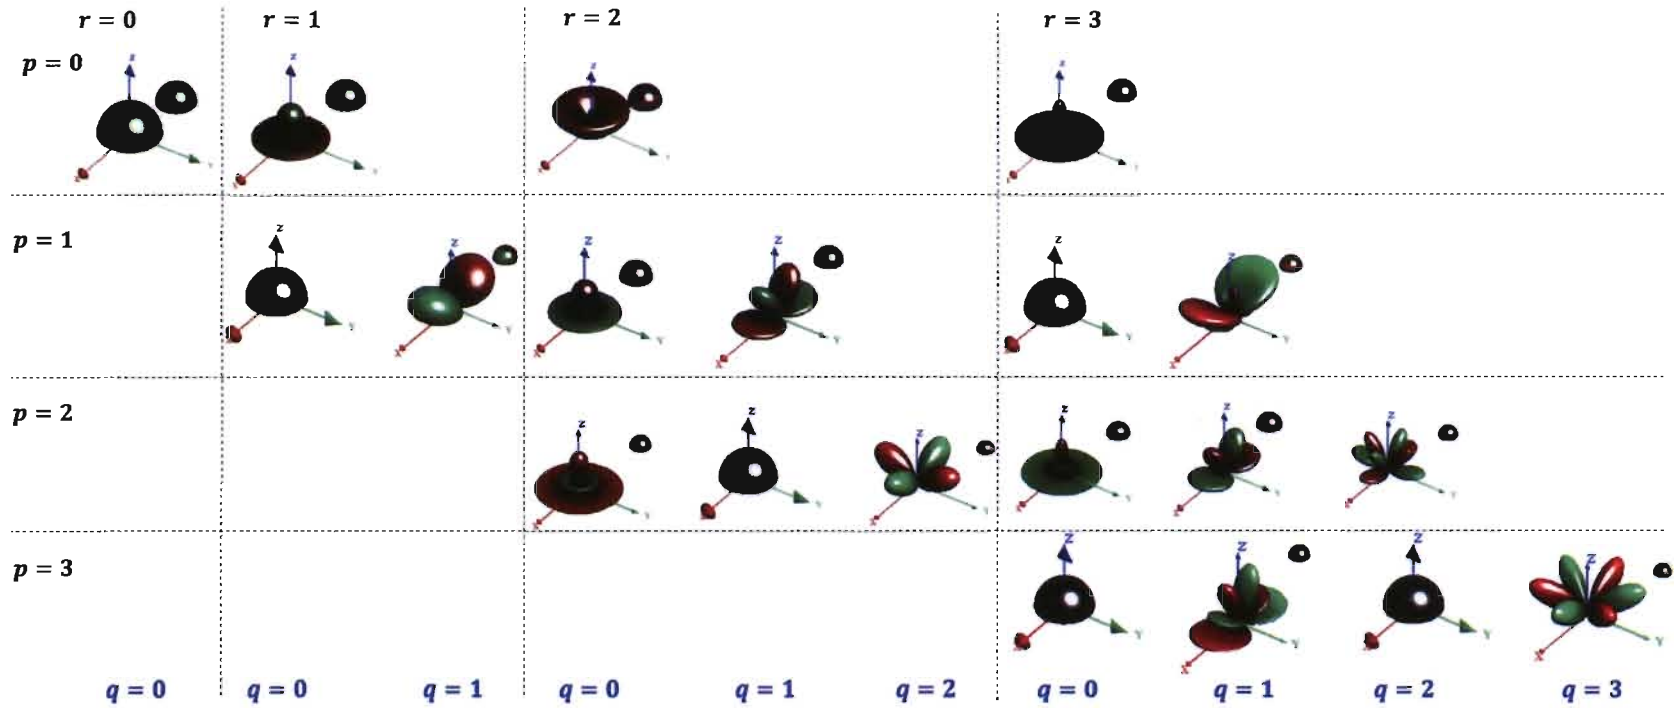 r = 0 r = 1 r = 2 r = 3
p = 0
z z z z
X Y X Y X Y X Y
p = 1
z z z z z z
X Y X Y X Y X Y Y X
p = 2
z z z z z z
X Y Y X Y X Y X Y X Y
p = 3
Z Z Z Z
Y X Y Y X Y
q = 0 q = 0 q = 1 q = 0 q = 1 q = 2 q = 0 q = 1 q = 2 q = 3